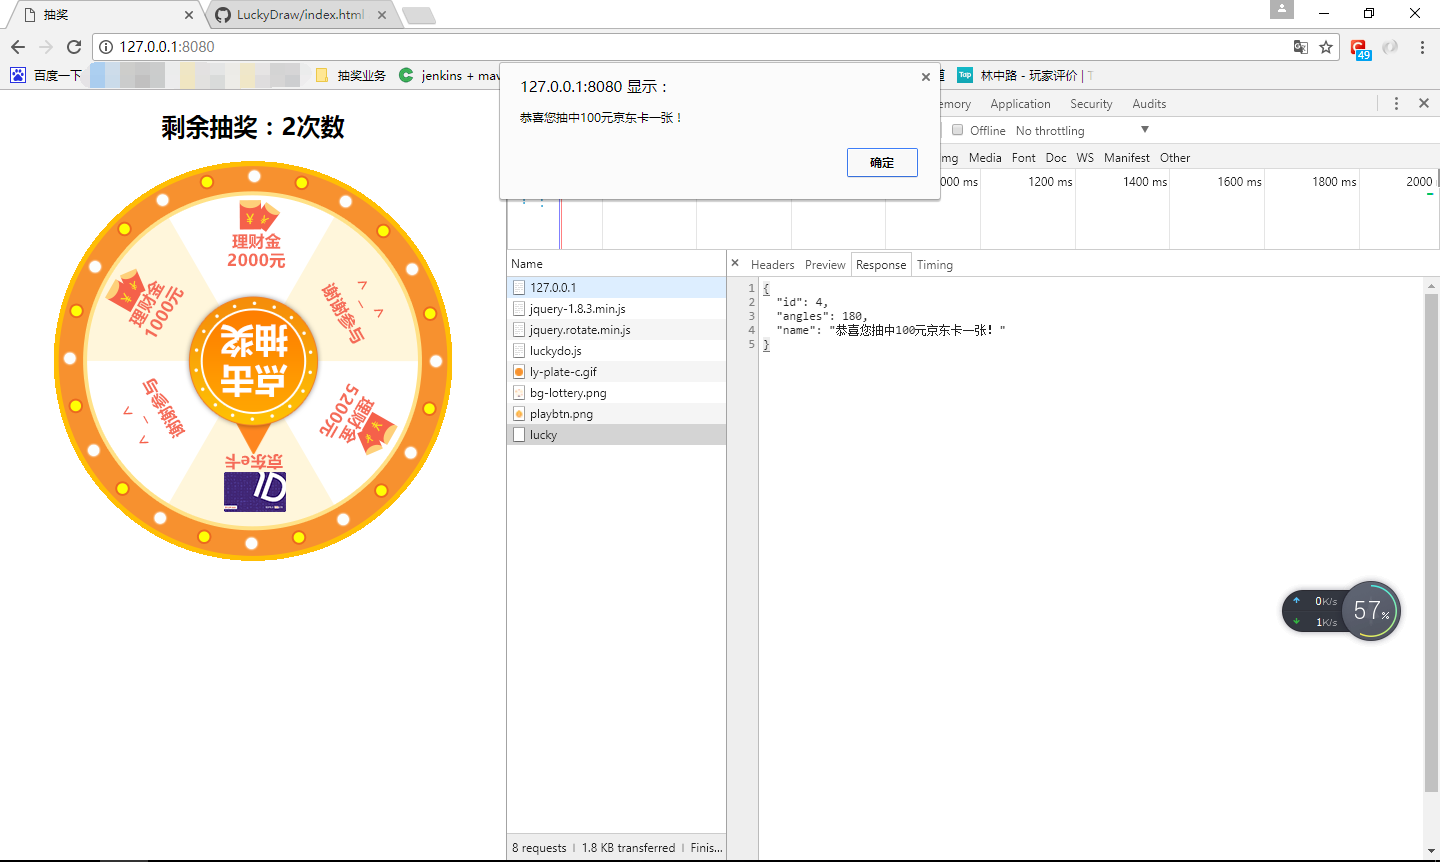 抽奖
LuckyDraw/index.html
127.0.0.1:8080
49
百度一下
抽奖业务
jenkins + mav
道
Top
林中路 - 玩家评价 | T
127.0.0.1:8080 显示：
恭喜您抽中100元京东卡一张！
确定
emory Application Security Audits
Offline No throttling
mg Media Font Doc WS Manifest Other
000 ms 1200 ms 1400 ms 1600 ms 1800 ms 2000
剩余抽奖：2次数
理财金
2000元
理财金
1000元
谢谢参与
> _ <
点击
抽奖
谢谢参与
> _ <
理财金
5200元
京东e卡
JD
Name
127.0.0.1
jquery-1.8.3.min.js
jquery.rotate.min.js
luckydo.js
ly-plate-c.gif
bg-lottery.png
playbtn.png
lucky
8 requests | 1.8 KB transferred | Finis...
Headers Preview Response Timing
1 {
2 "id": 4,
3 "angles": 180,
4 "name": "恭喜您抽中100元京东卡一张！"
5 }
0K/s
1K/s
57%